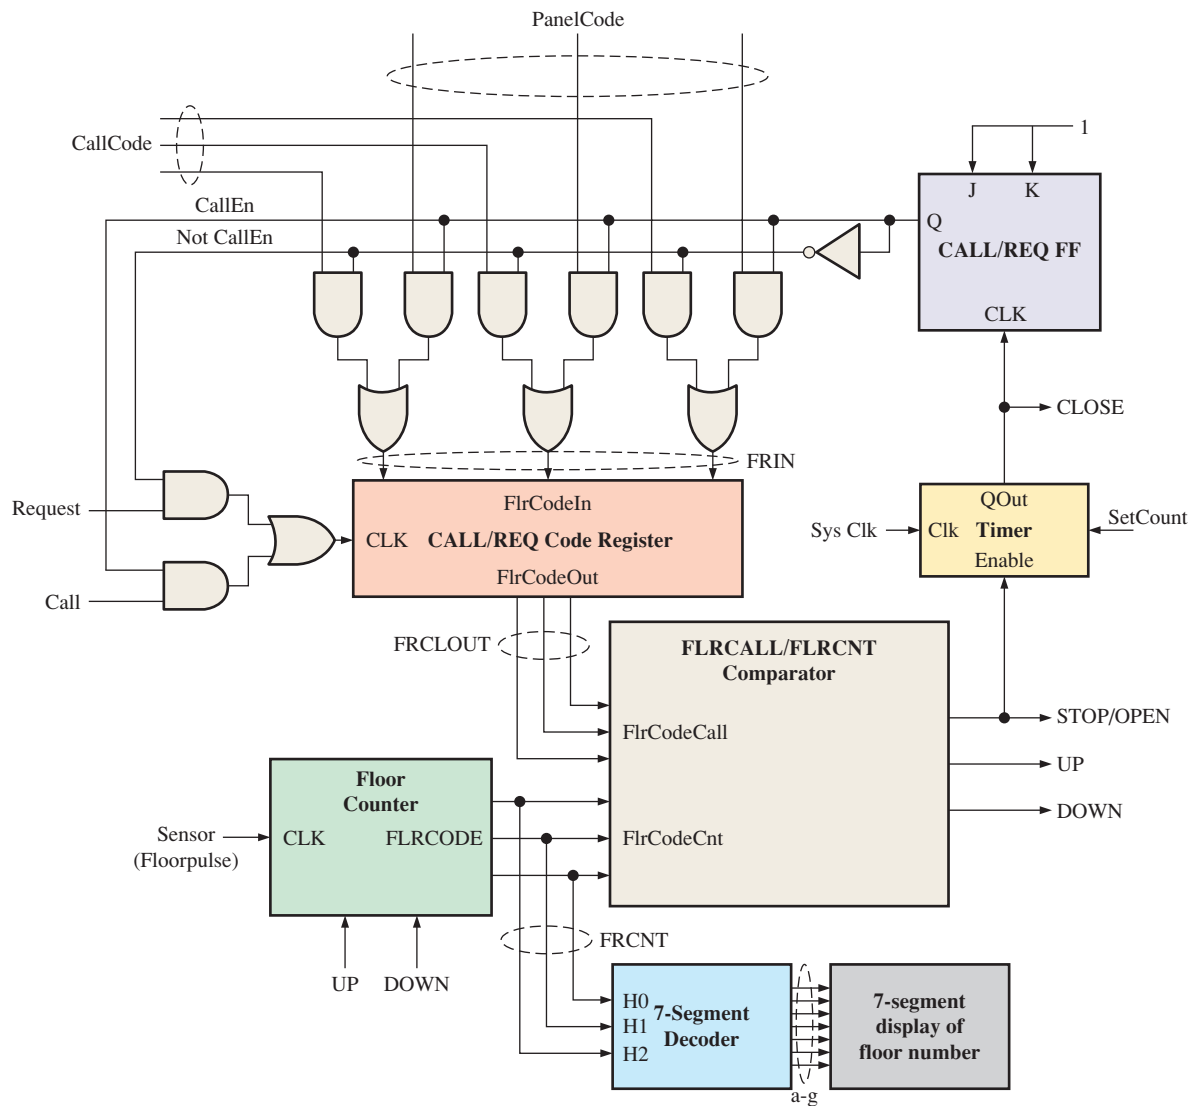 PanelCode
CallCode
1
J K
CallEn
Q
Not CallEn
CALL/REQ FF
CLK
CLOSE
FRIN
Request
FlrCodeIn
QOut
SetCount
Sys Clk
Clk Timer
CLK CALL/REQ Code Register
Enable
FlrCodeOut
Call
FRCLOUT
FLRCALL/FLRCNT
Comparator
STOP/OPEN
FlrCodeCall
UP
Floor
Counter
DOWN
Sensor
(Floorpulse)
CLK FLRCODE
FlrCodeCnt
FRCNT
UP DOWN
H0
H1
H2
7-Segment
Decoder
7-segment
display of
floor number
a-g